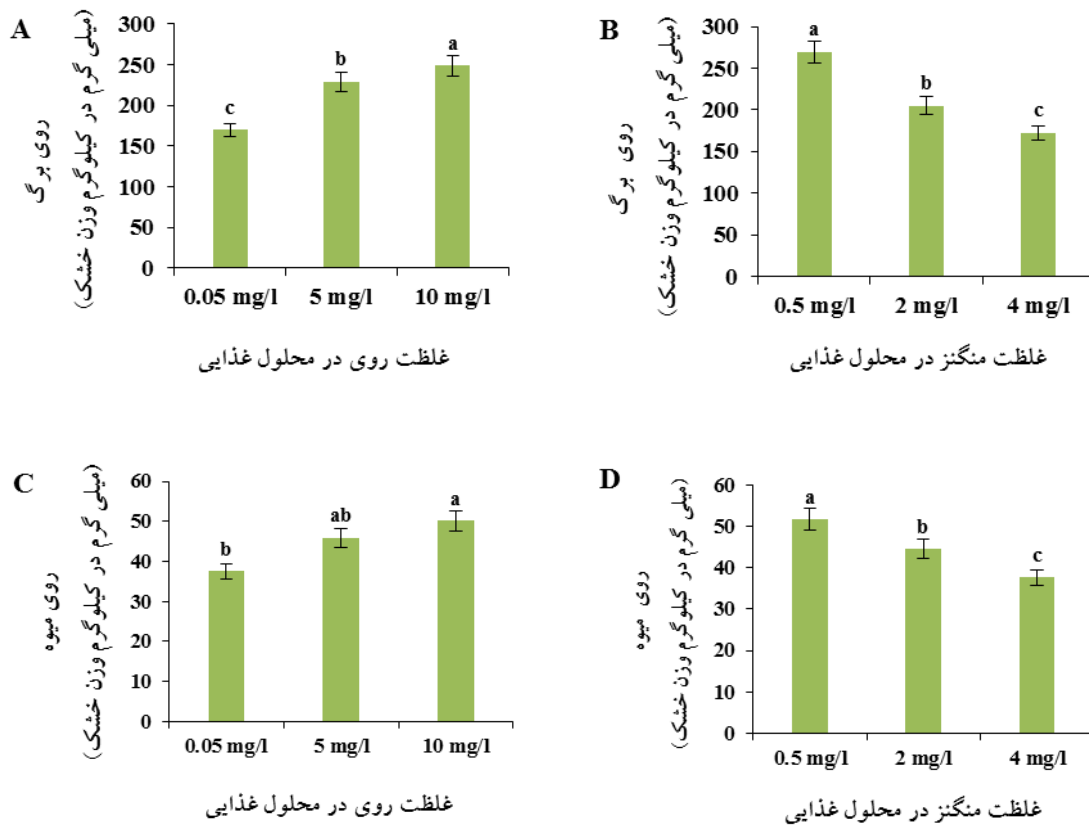 A
روی برگ
(میلی گرم در کیلوگرم وزن خشک)
300
250
200
150
100
50
0
c
b
a
0.05 mg/l
5 mg/l
10 mg/l
غلظت روی در محلول غذایی
B
روی برگ
(میلی گرم در کیلوگرم وزن خشک)
300
250
200
150
100
50
0
a
b
c
0.5 mg/l
2 mg/l
4 mg/l
غلظت منگنز در محلول غذایی
C
روی میوه
(میلی گرم در کیلوگرم وزن خشک)
60
50
40
30
20
10
0
b
ab
a
0.05 mg/l
5 mg/l
10 mg/l
غلظت روی در محلول غذایی
D
روی میوه
(میلی گرم در کیلوگرم وزن خشک)
60
50
40
30
20
10
0
a
b
c
0.5 mg/l
2 mg/l
4 mg/l
غلظت منگنز در محلول غذایی